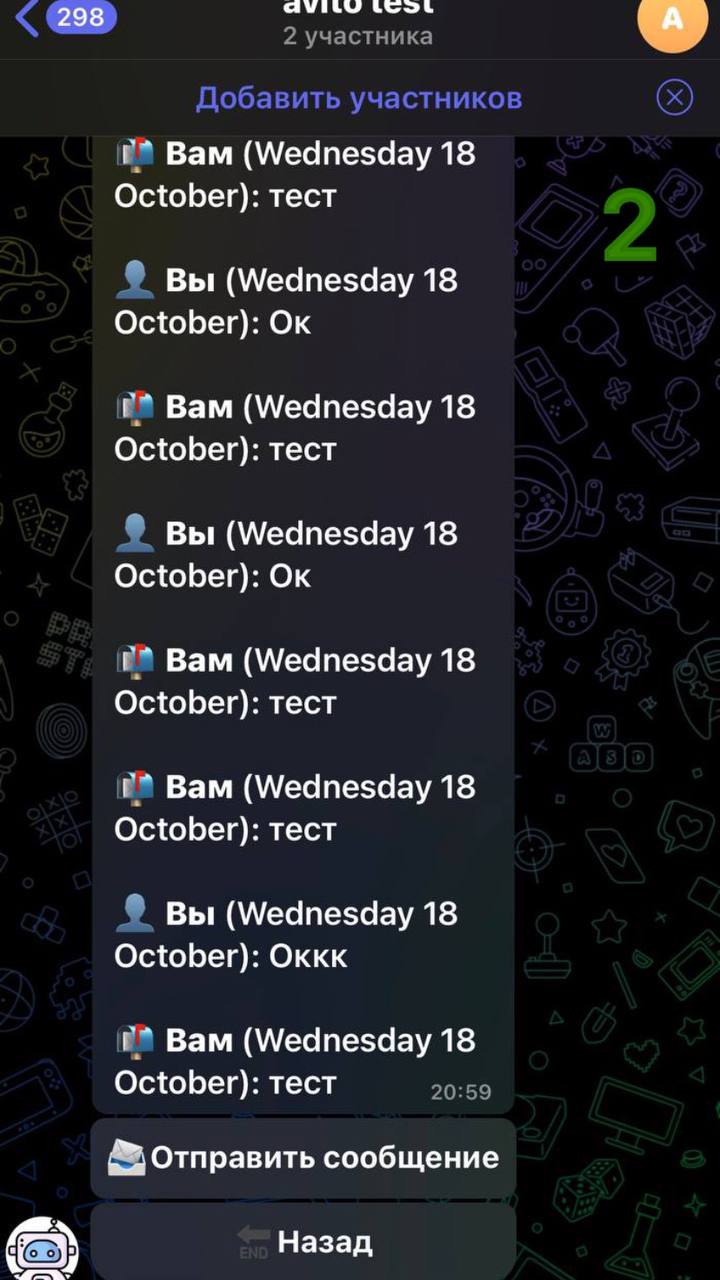 298
avito test
2 участника
Добавить участников
📬 Вам (Wednesday 18
October): тест
2
👤 Вы (Wednesday 18
October): Ок
📬 Вам (Wednesday 18
October): тест
👤 Вы (Wednesday 18
October): Ок
📬 Вам (Wednesday 18
October): тест
📬 Вам (Wednesday 18
October): тест
👤 Вы (Wednesday 18
October): Оккк
📬 Вам (Wednesday 18
October): тест
20:59
📨Отправить сообщение
🔚 Назад
A
W
A S D